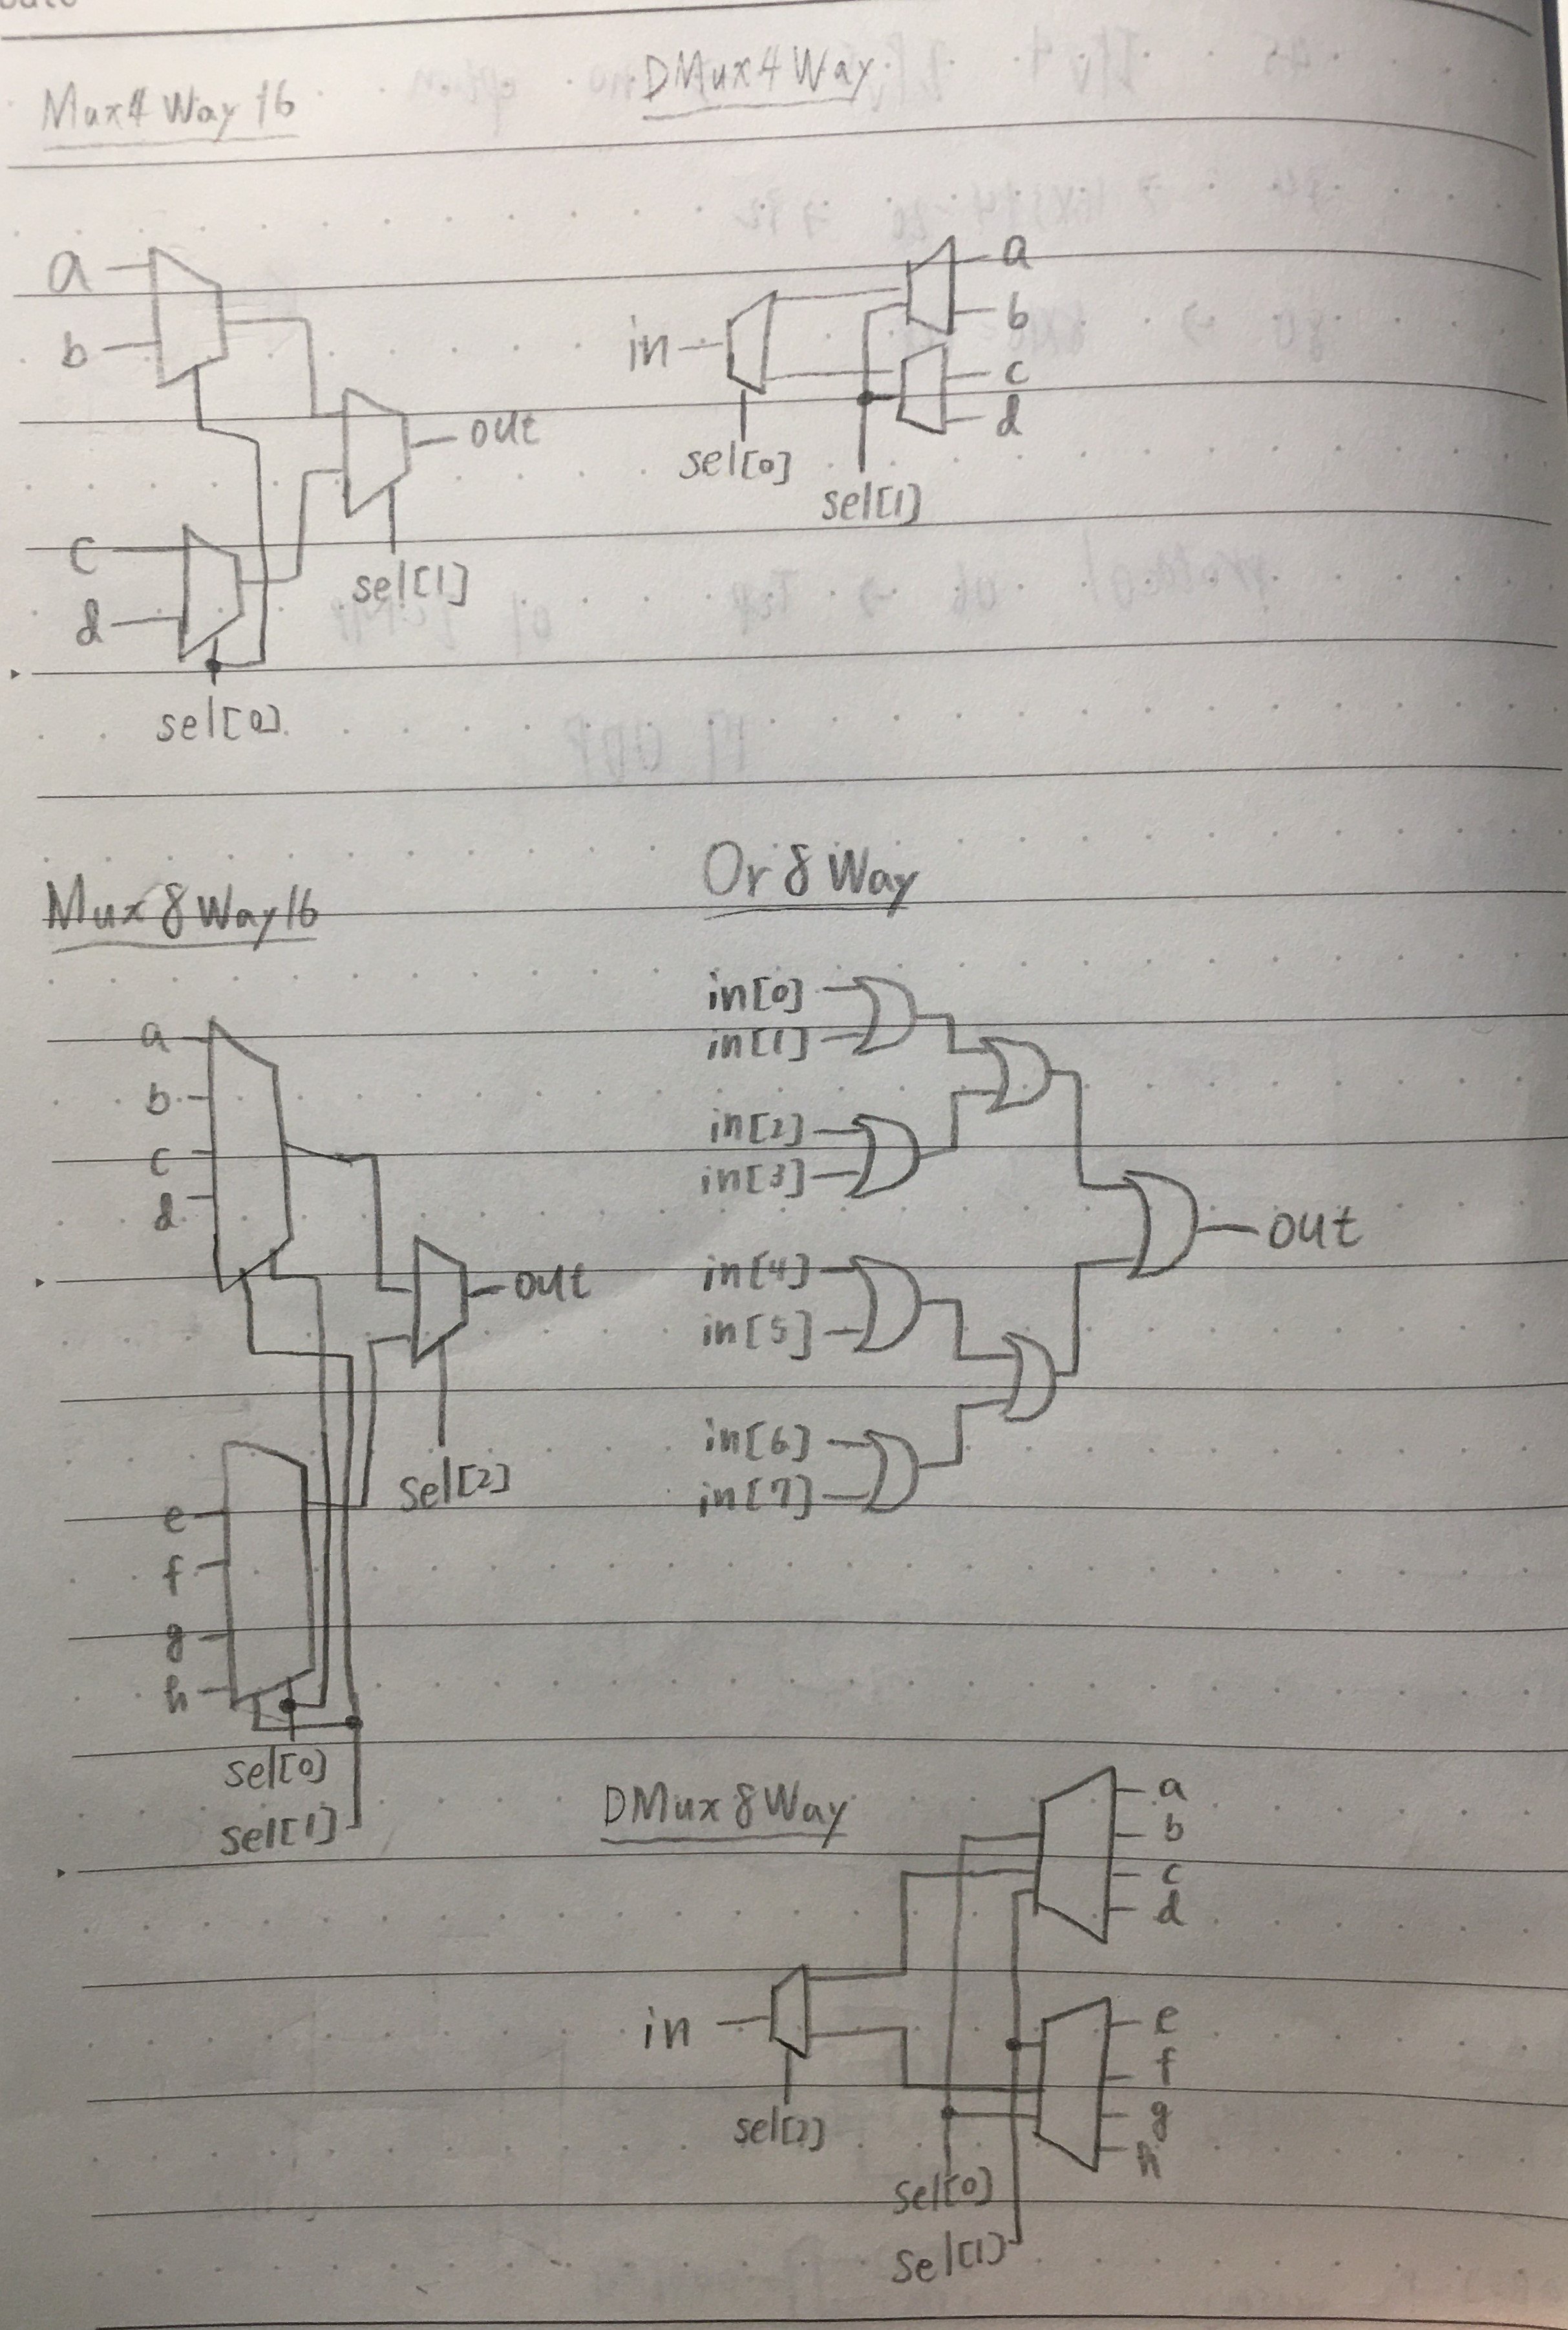 Mux4Way16
DMux4Way
a
b
c
d
out
sel[1]
sel[0]
in
a
b
c
d
sel[0]
sel[1]
Mux8Way16
a
b
c
d
out
sel[2]
e
f
g
h
sel[0]
sel[1]
Or8Way
in[0]
in[1]
in[2]
in[3]
out
in[4]
in[5]
in[6]
in[7]
DMux8Way
a
b
c
d
in
e
f
g
h
sel[2]
sel[0]
sel[1]